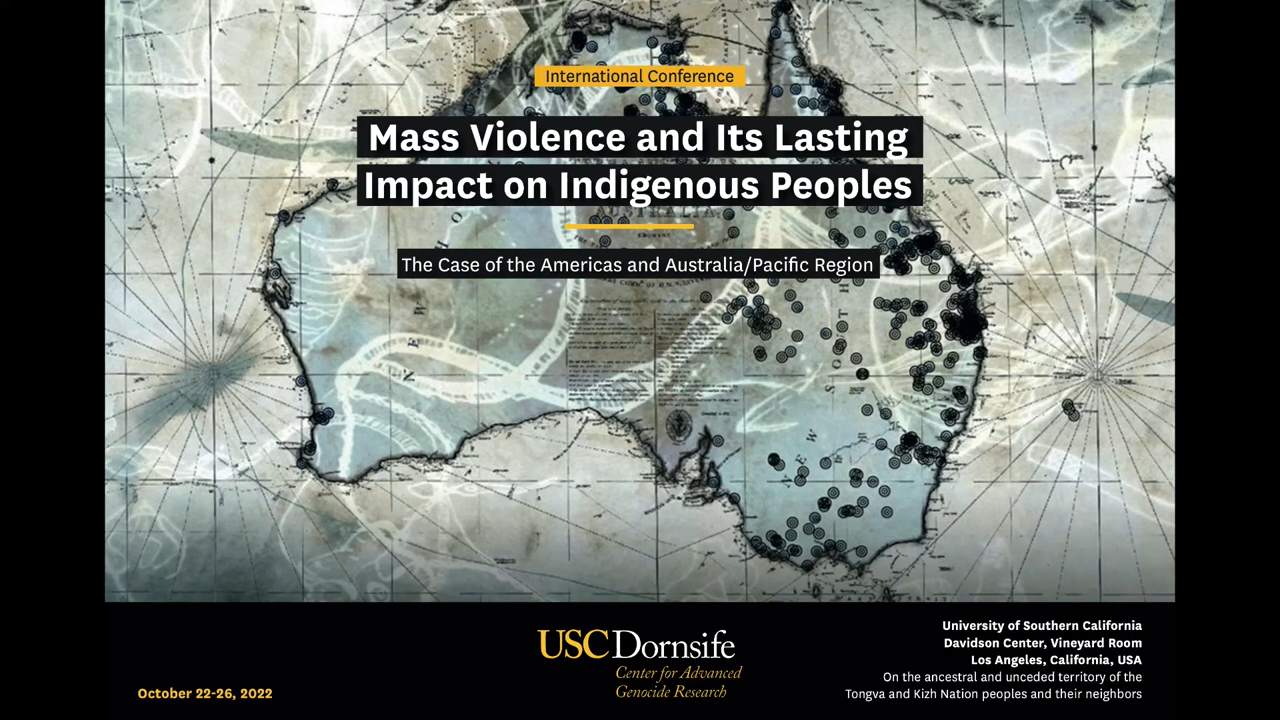 International Conference
Mass Violence and Its Lasting
Impact on Indigenous Peoples
The Case of the Americas and Australia/Pacific Region
USC Dornsife
Center for Advanced
Genocide Research
October 22-26, 2022
University of Southern California
Davidson Center, Vineyard Room
Los Angeles, California, USA
On the ancestral and unceded territory of the
Tongva and Kizh Nation peoples and their neighbors